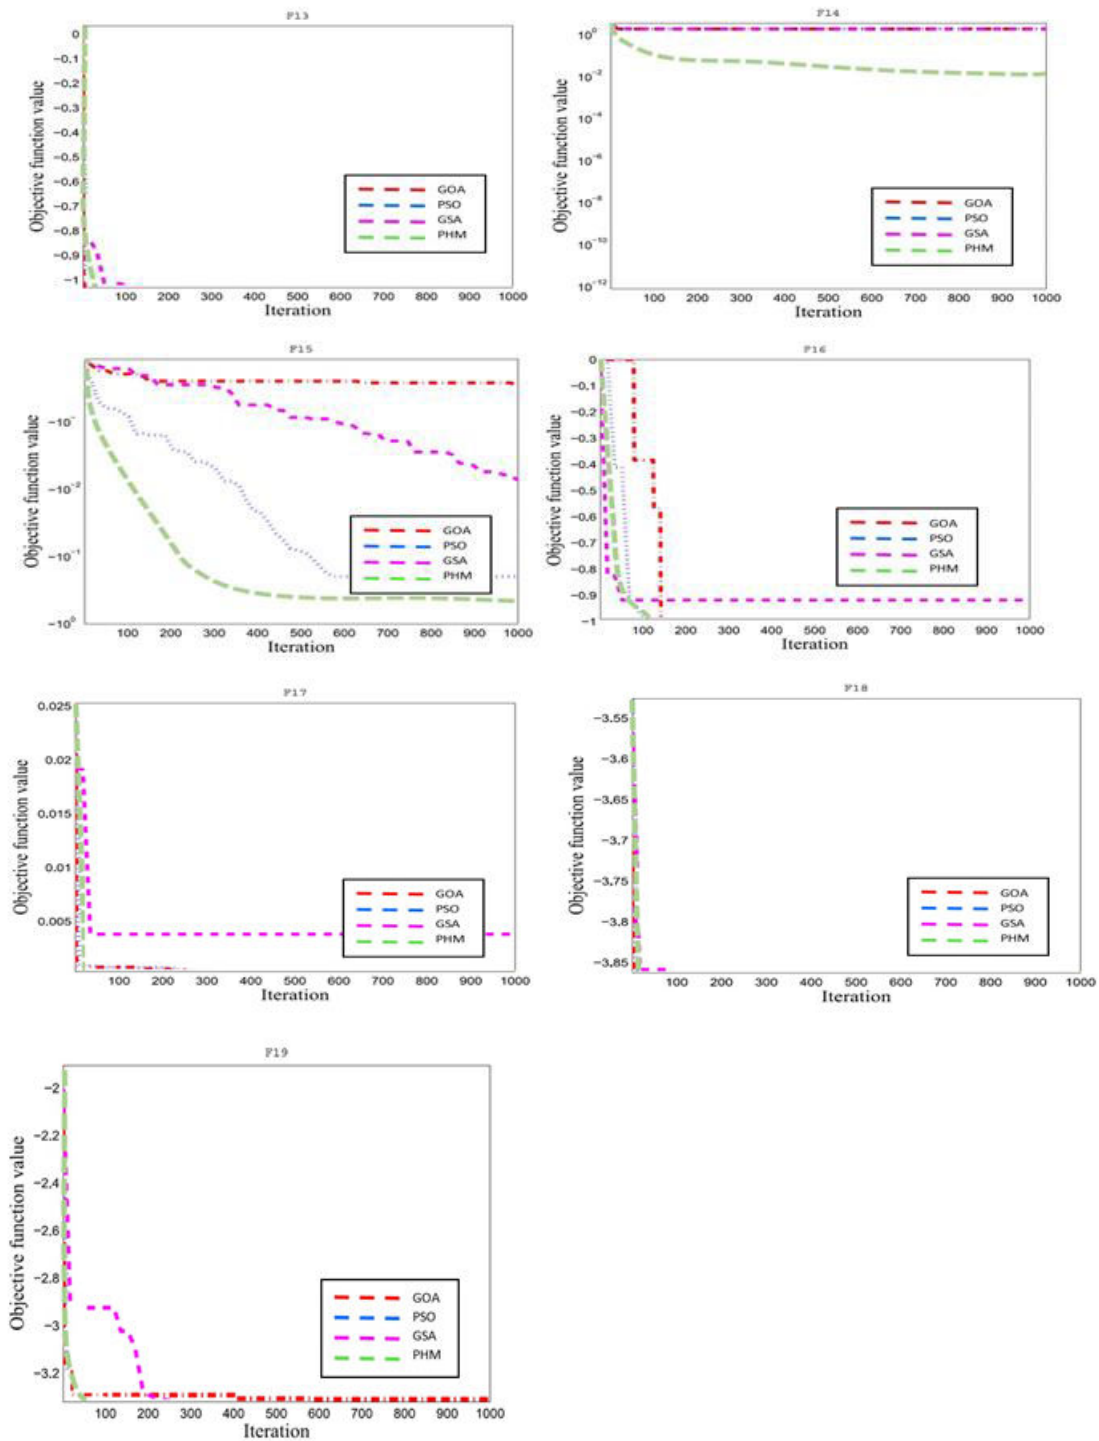 F13
0
−0.1
−0.2
−0.3
−0.4
−0.5
−0.6
−0.7
−0.8
−0.9
−1
Objective function value
GOA
PSO
GSA
PHM
100 200 300 400 500 600 700 800 900 1000
Iteration
F14
10⁰
10⁻²
10⁻⁴
10⁻⁶
10⁻⁸
10⁻¹⁰
10⁻¹²
Objective function value
GOA
PSO
GSA
PHM
100 200 300 400 500 600 700 800 900 1000
Iteration
F15
−10⁻
−10⁻²
−10⁻¹
−10⁰
Objective function value
GOA
PSO
GSA
PHM
100 200 300 400 500 600 700 800 900 1000
Iteration
F16
0
−0.1
−0.2
−0.3
−0.4
−0.5
−0.6
−0.7
−0.8
−0.9
−1
Objective function value
GOA
PSO
GSA
PHM
100 200 300 400 500 600 700 800 900 1000
Iteration
F17
0.025
0.02
0.015
0.01
0.005
Objective function value
GOA
PSO
GSA
PHM
100 200 300 400 500 600 700 800 900 1000
Iteration
F18
−3.55
−3.6
−3.65
−3.7
−3.75
−3.8
−3.85
Objective function value
GOA
PSO
GSA
PHM
100 200 300 400 500 600 700 800 900 1000
Iteration
F19
−2
−2.2
−2.4
−2.6
−2.8
−3
−3.2
Objective function value
GOA
PSO
GSA
PHM
100 200 300 400 500 600 700 800 900 1000
Iteration